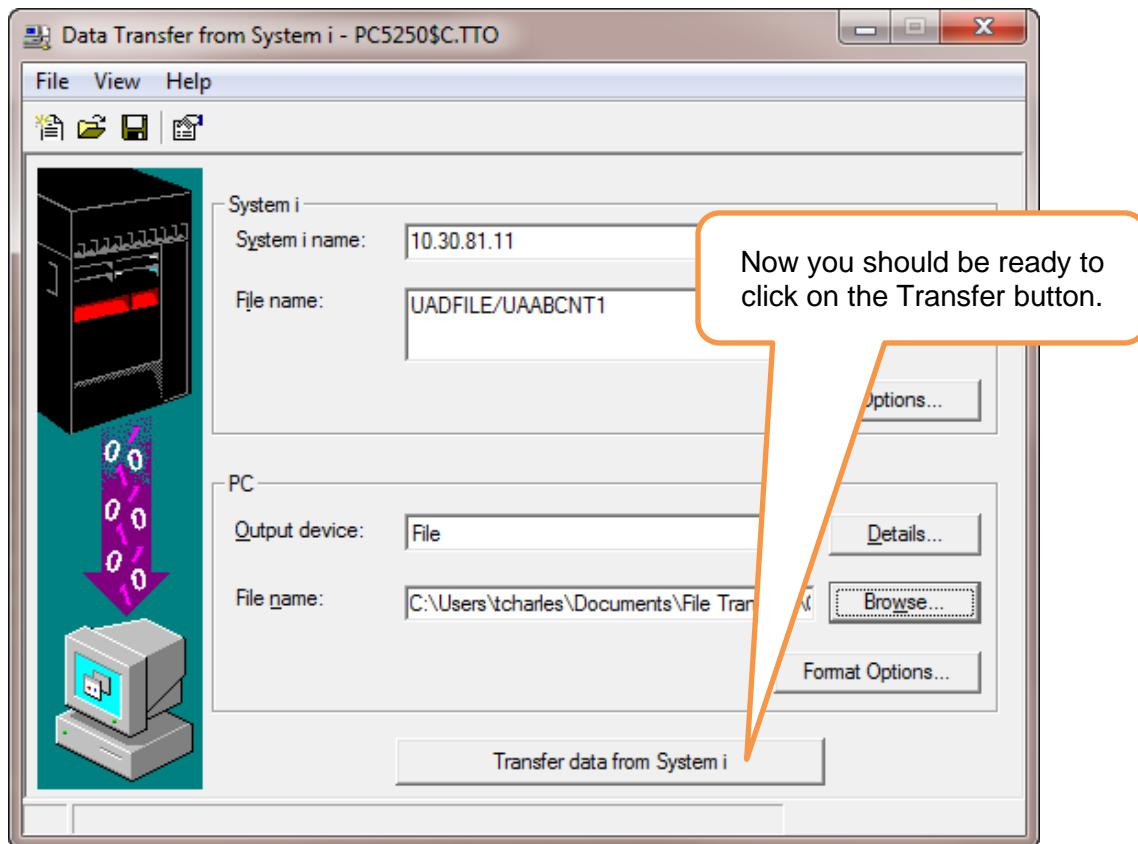 Data Transfer from System i - PC5250$C.TTO
File View Help
System i
System i name: 10.30.81.11
Now you should be ready to
click on the Transfer button.
File name: UADFILE/UAABCNT1
PC
Output device: File Details...
File name: C:\Users\tcharles\Documents\File Browse...
Format Options...
Transfer data from System i